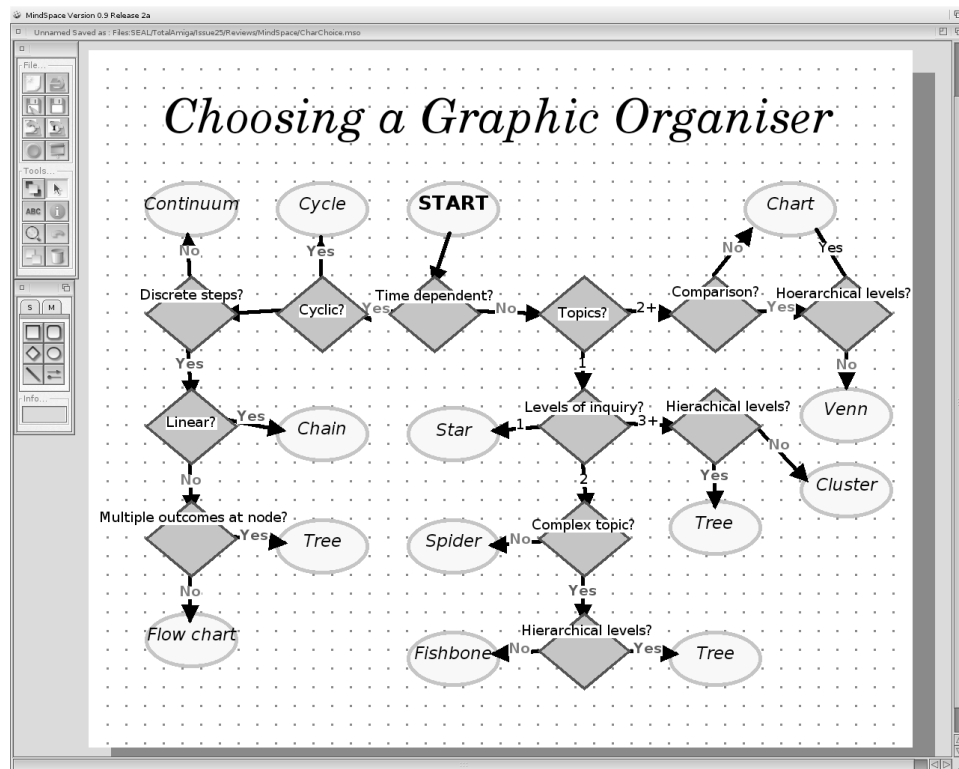 MindSpace Version 0.9 Release 2a
Unnamed Saved as : Files:SEAL/TotalAmiga/Issue25/Reviews/MindSpace/CharChoice.mso
File...
Tools...
ABC
S M
Info...
Choosing a Graphic Organiser
Continuum Cycle START Chart
No Yes No Yes
Discrete steps? Cyclic? Yes Time dependent? No Topics? 2+ Comparison? Yes Hoerarchical levels?
Yes 1 No
Linear? Yes Chain Star 1 Levels of inquiry? 3+ Hierachical levels? Venn
No 2 Yes No
Cluster
Multiple outcomes at node? Yes Tree Spider No Complex topic? Tree
No Yes
Flow chart Fishbone No Hierarchical levels? Yes Tree